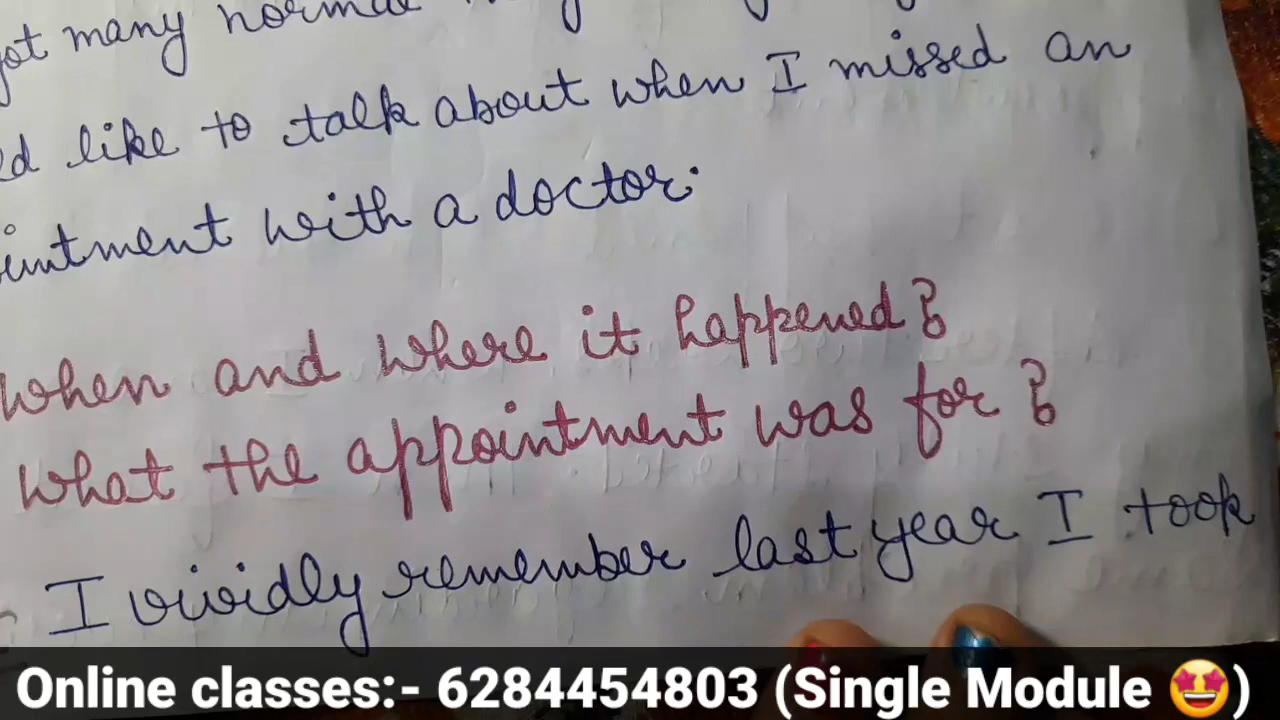 got many normal
like to talk about when I missed an
with a doctor.
When and where it happened?
What the appointment was for?
I vividly remember last year I took
Online classes:- 6284454803 (Single Module 🤩)